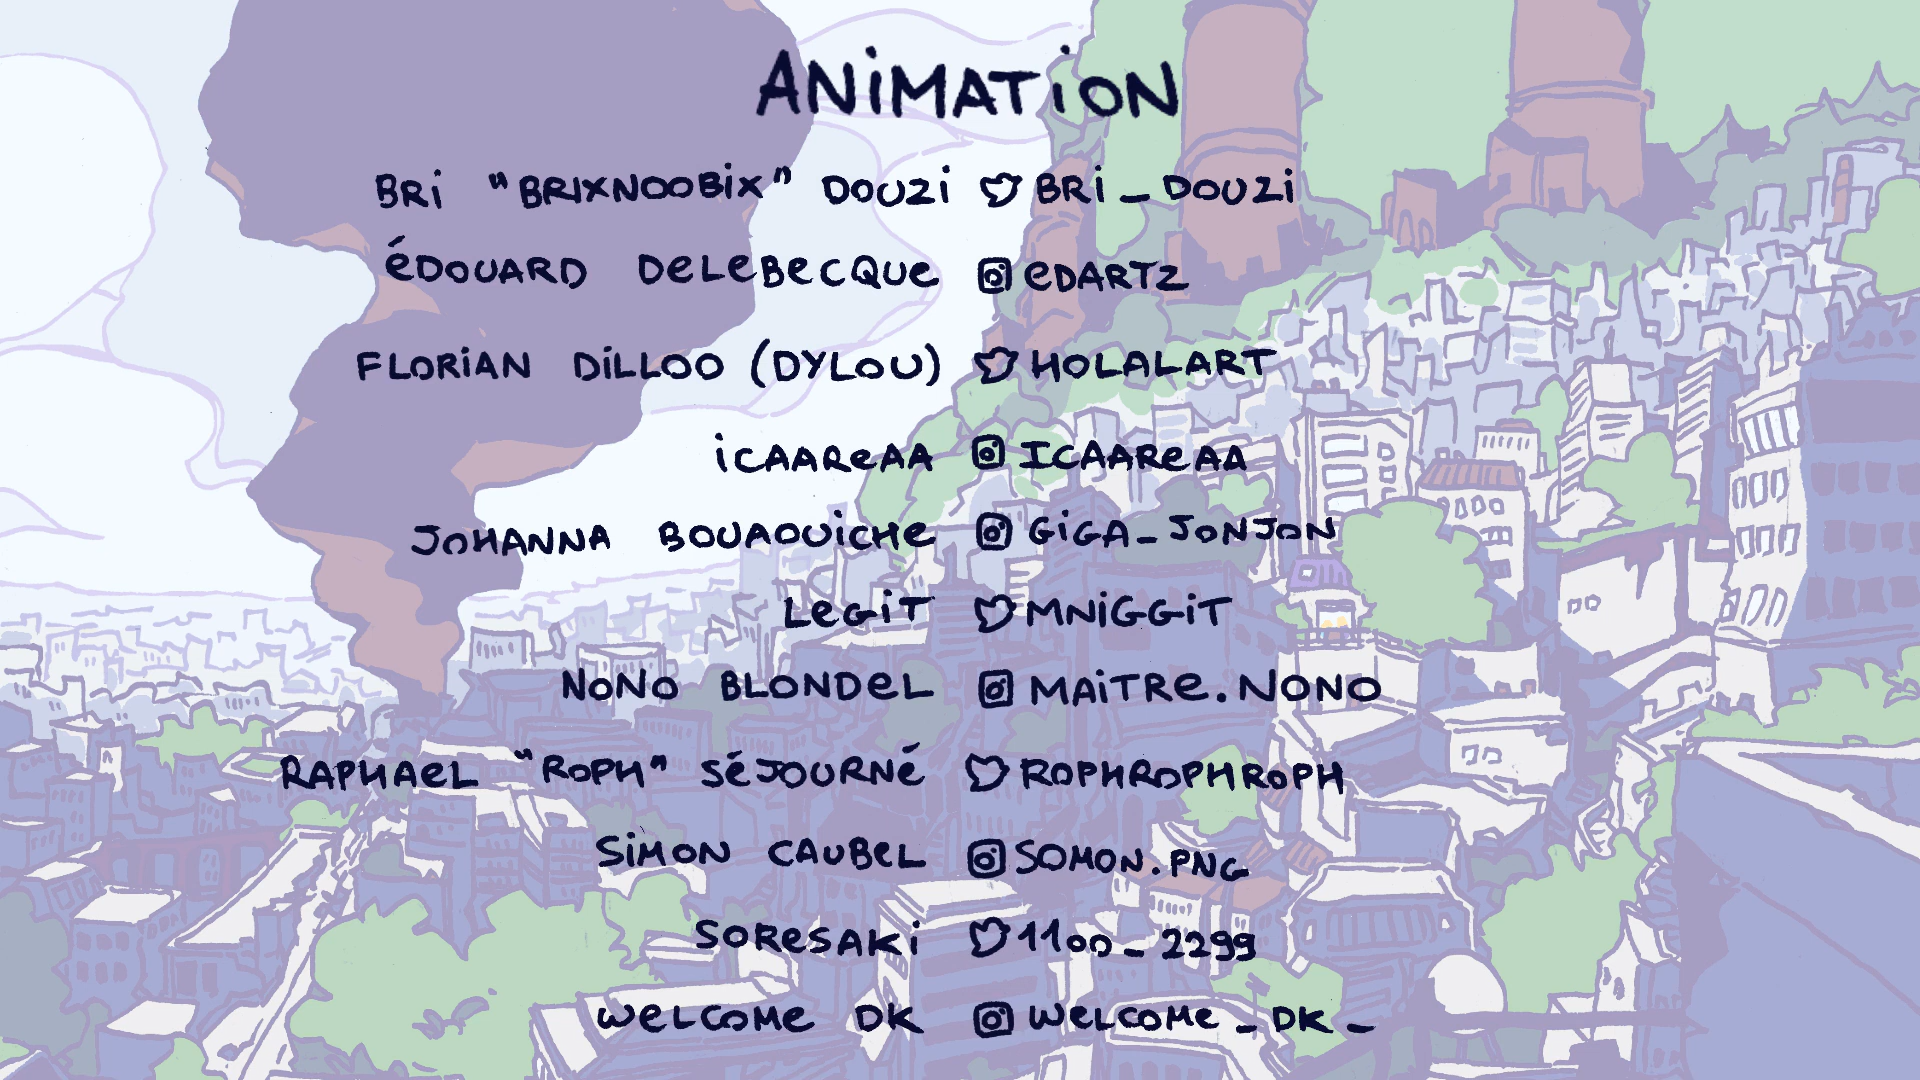 ANiMATiON
BRi "BRIXNOOBiX" DOUZi BRi_DOUZi
éDOUARD DeLeBeCQUe eDARTZ
FLORiAN DiLLOO (DYLOU) HOLALART
iCAAReAA ICAAReAA
JOHANNA BOUAOUiCHe GiGA_JONJON
LeGiT MNiGGiT
NONO BLONDeL MAiTRe.NONO
RAPHAeL "ROPH" SéJOURNé ROPHROPHROPH
SiMON CAUBeL SOMON.PNG
SOReSAKi 1100_2299
WeLCOMe DK WeLCOMe_DK_